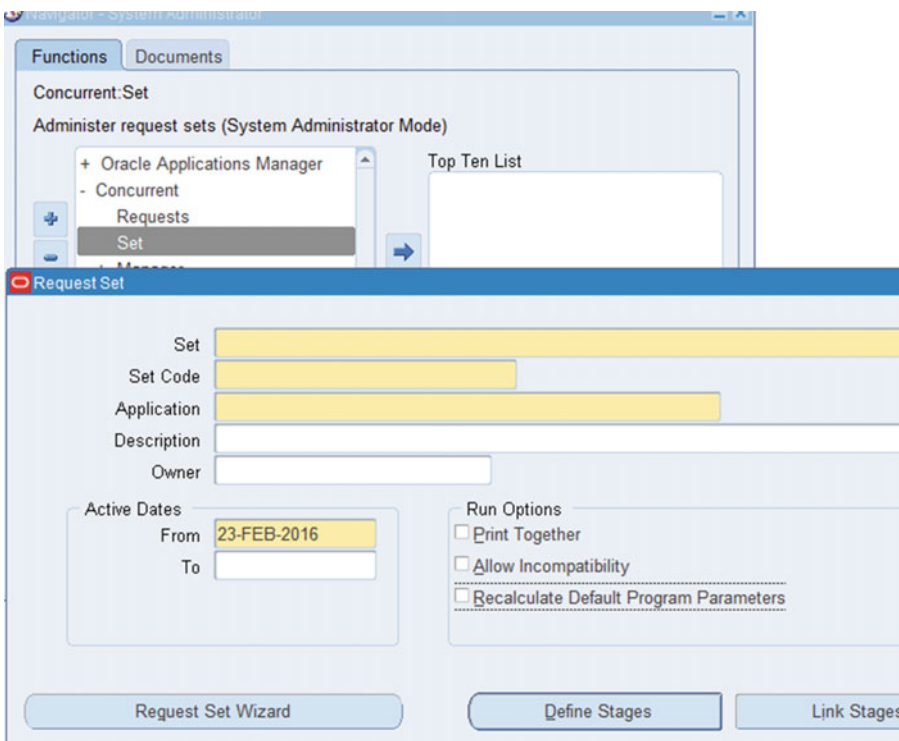 Navigator - System Administrator
Functions Documents
Concurrent:Set
Administer request sets (System Administrator Mode)
+ Oracle Applications Manager
- Concurrent
Requests
Set
+ Manager
Top Ten List
Request Set
Set
Set Code
Application
Description
Owner
Active Dates
From 23-FEB-2016
To
Run Options
Print Together
Allow Incompatibility
Recalculate Default Program Parameters
Request Set Wizard Define Stages Link Stages